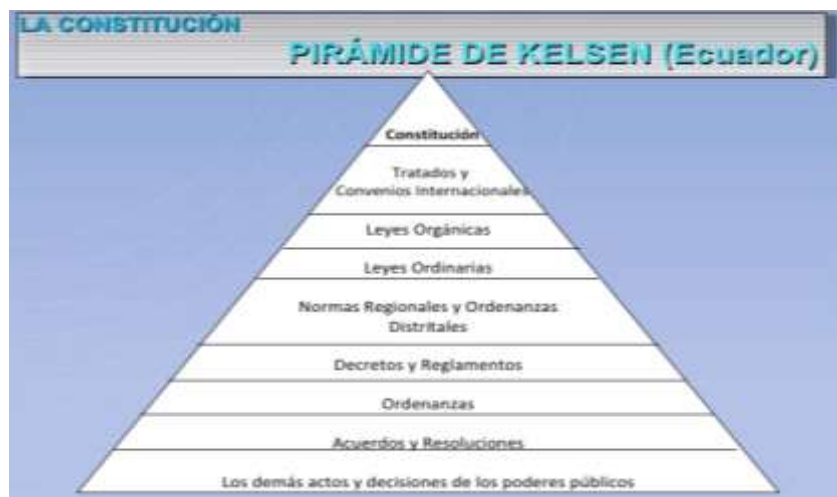 LA CONSTITUCIÓN
PIRÁMIDE DE KELSEN (Ecuador)
Constitución
Tratados y
Convenios Internacionales
Leyes Orgánicas
Leyes Ordinarias
Normas Regionales y Ordenanzas
Distritales
Decretos y Reglamentos
Ordenanzas
Acuerdos y Resoluciones
Los demás actos y decisiones de los poderes públicos